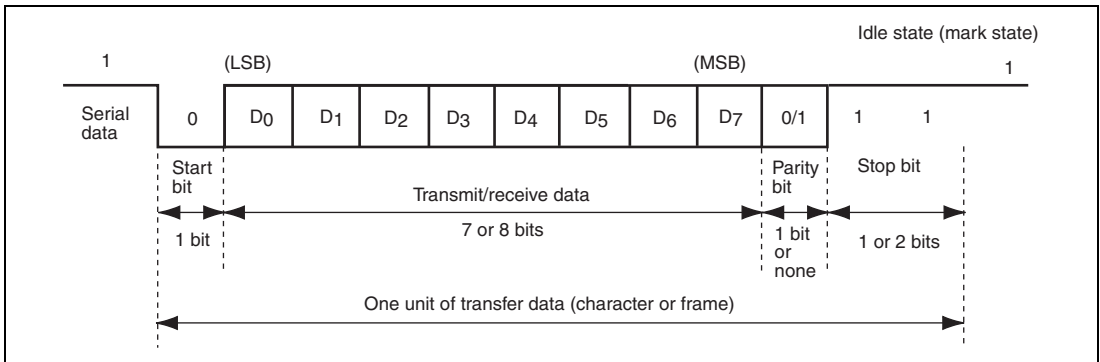 Idle state (mark state)
1 (LSB) (MSB) 1
Serial data
0 D0 D1 D2 D3 D4 D5 D6 D7 0/1 1 1
Start bit
Parity bit
Stop bit
Transmit/receive data
1 bit
7 or 8 bits
1 bit or none
1 or 2 bits
One unit of transfer data (character or frame)